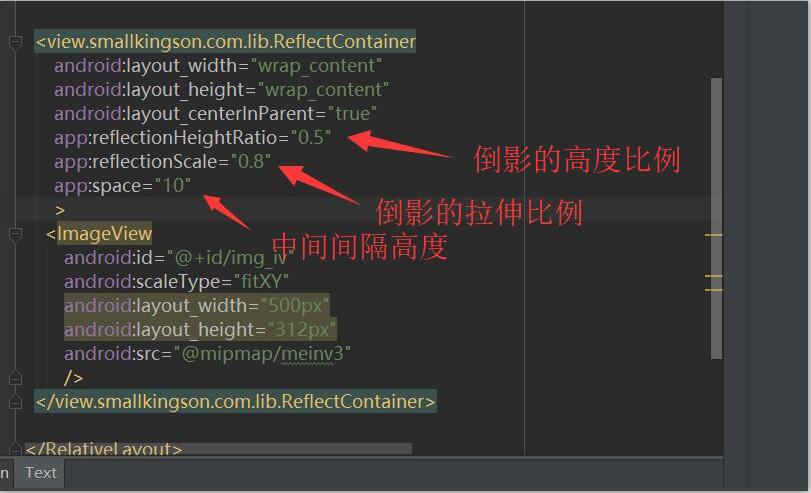 <view.smallkingson.com.lib.ReflectContainer
android:layout_width="wrap_content"
android:layout_height="wrap_content"
android:layout_centerInParent="true"
app:reflectionHeightRatio="0.5"
倒影的高度比例
app:reflectionScale="0.8"
app:space="10"
倒影的拉伸比例
>
<ImageView
中间间隔高度
android:id="@+id/img_iv"
android:scaleType="fitXY"
android:layout_width="500px"
android:layout_height="312px"
android:src="@mipmap/meinv3"
/>
</view.smallkingson.com.lib.ReflectContainer>
</RelativeLayout>
n Text